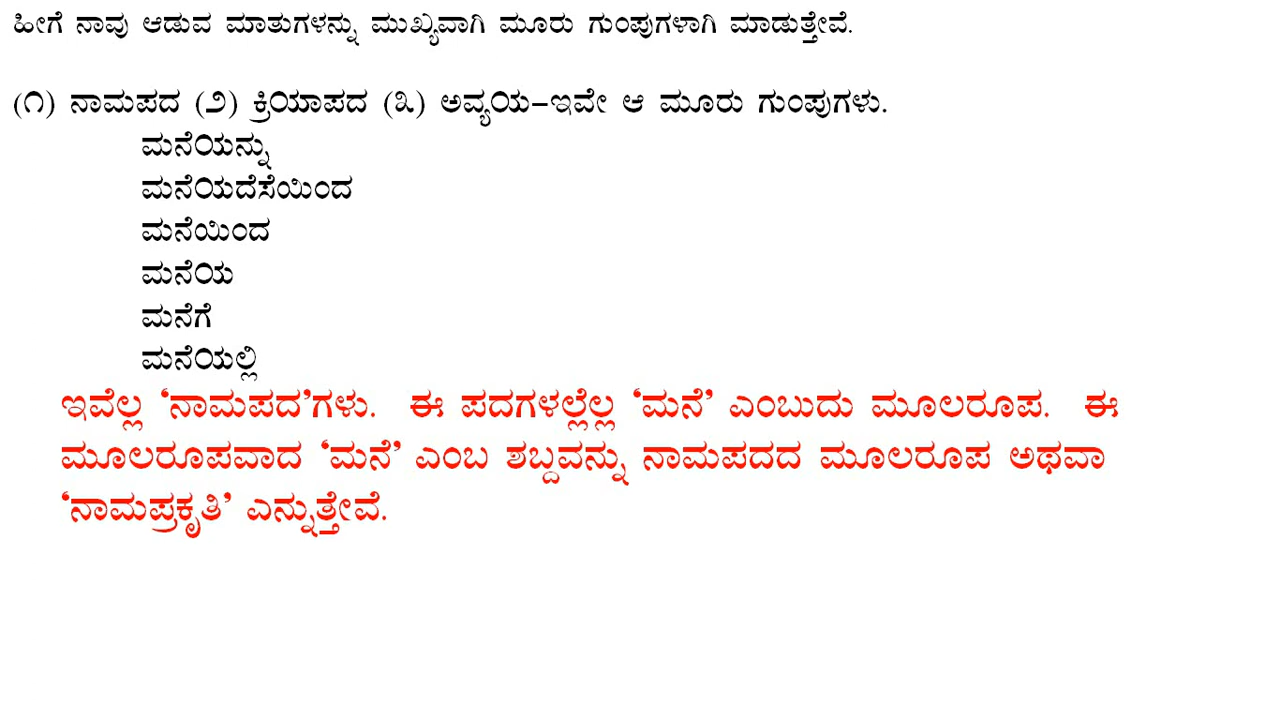 ಹೀಗೆ ನಾವು ಆಡುವ ಮಾತುಗಳನ್ನು ಮುಖ್ಯವಾಗಿ ಮೂರು ಗುಂಪುಗಳಾಗಿ ಮಾಡುತ್ತೇವೆ.
(೧) ನಾಮಪದ (೨) ಕ್ರಿಯಾಪದ (೩) ಅವ್ಯಯ-ಇವೇ ಆ ಮೂರು ಗುಂಪುಗಳು.
ಮನೆಯನ್ನು
ಮನೆಯದೆಸೆಯಿಂದ
ಮನೆಯಿಂದ
ಮನೆಯ
ಮನೆಗೆ
ಮನೆಯಲ್ಲಿ
ಇವೆಲ್ಲ ‘ನಾಮಪದ’ಗಳು. ಈ ಪದಗಳಲ್ಲೆಲ್ಲ ‘ಮನೆ’ ಎಂಬುದು ಮೂಲರೂಪ. ಈ
ಮೂಲರೂಪವಾದ ‘ಮನೆ’ ಎಂಬ ಶಬ್ದವನ್ನು ನಾಮಪದದ ಮೂಲರೂಪ ಅಥವಾ
‘ನಾಮಪ್ರಕೃತಿ’ ಎನ್ನುತ್ತೇವೆ.